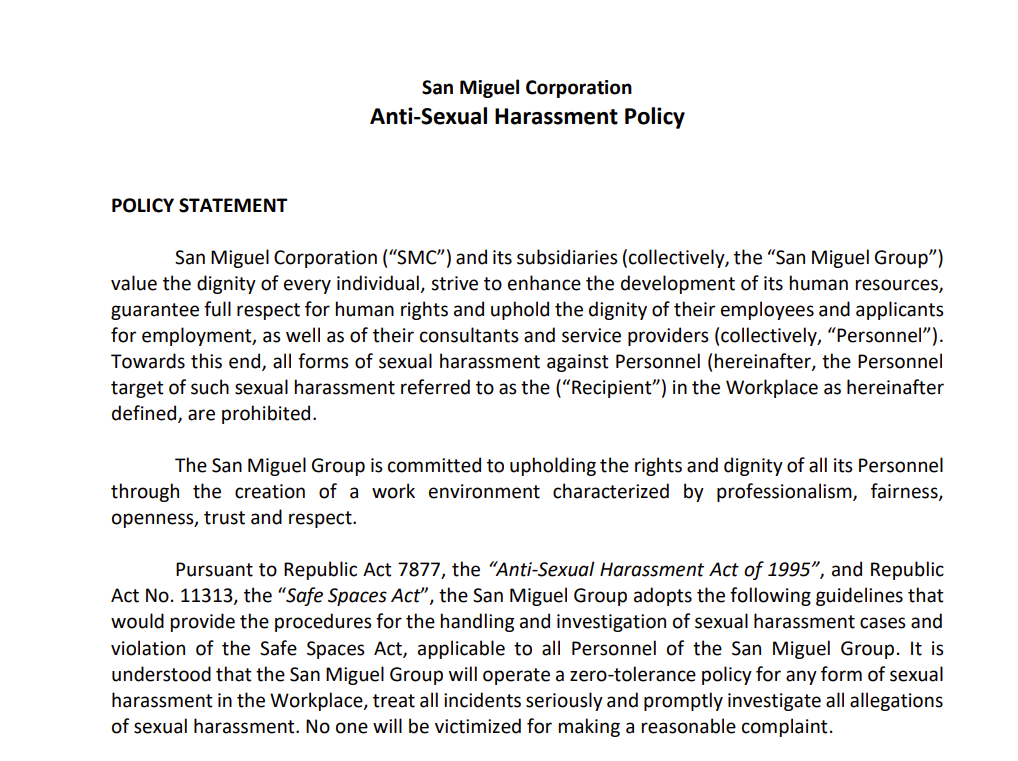 San Miguel Corporation
Anti-Sexual Harassment Policy
POLICY STATEMENT
San Miguel Corporation (“SMC”) and its subsidiaries (collectively, the “San Miguel Group”)
value the dignity of every individual, strive to enhance the development of its human resources,
guarantee full respect for human rights and uphold the dignity of their employees and applicants
for employment, as well as of their consultants and service providers (collectively, “Personnel”).
Towards this end, all forms of sexual harassment against Personnel (hereinafter, the Personnel
target of such sexual harassment referred to as the (“Recipient”) in the Workplace as hereinafter
defined, are prohibited.
The San Miguel Group is committed to upholding the rights and dignity of all its Personnel
through the creation of a work environment characterized by professionalism, fairness,
openness, trust and respect.
Pursuant to Republic Act 7877, the “Anti-Sexual Harassment Act of 1995”, and Republic
Act No. 11313, the “Safe Spaces Act”, the San Miguel Group adopts the following guidelines that
would provide the procedures for the handling and investigation of sexual harassment cases and
violation of the Safe Spaces Act, applicable to all Personnel of the San Miguel Group. It is
understood that the San Miguel Group will operate a zero-tolerance policy for any form of sexual
harassment in the Workplace, treat all incidents seriously and promptly investigate all allegations
of sexual harassment. No one will be victimized for making a reasonable complaint.